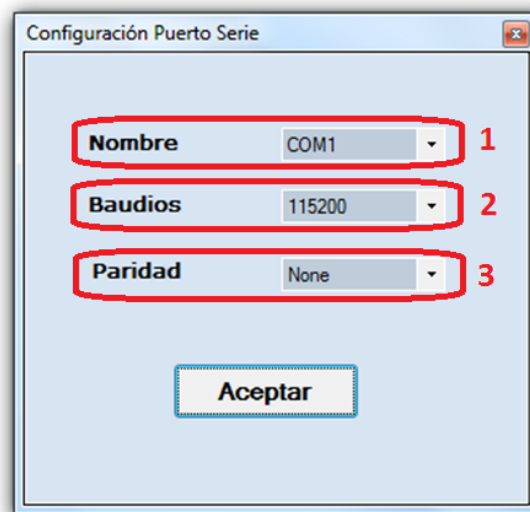 Configuración Puerto Serie
Nombre COM1 1
Baudios 115200 2
Paridad None 3
Aceptar